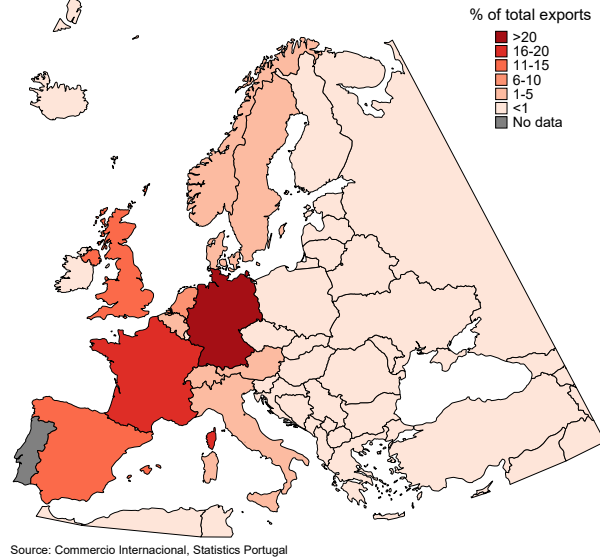 % of total exports
>20
16-20
11-15
6-10
1-5
<1
No data
Source: Commercio Internacional, Statistics Portugal